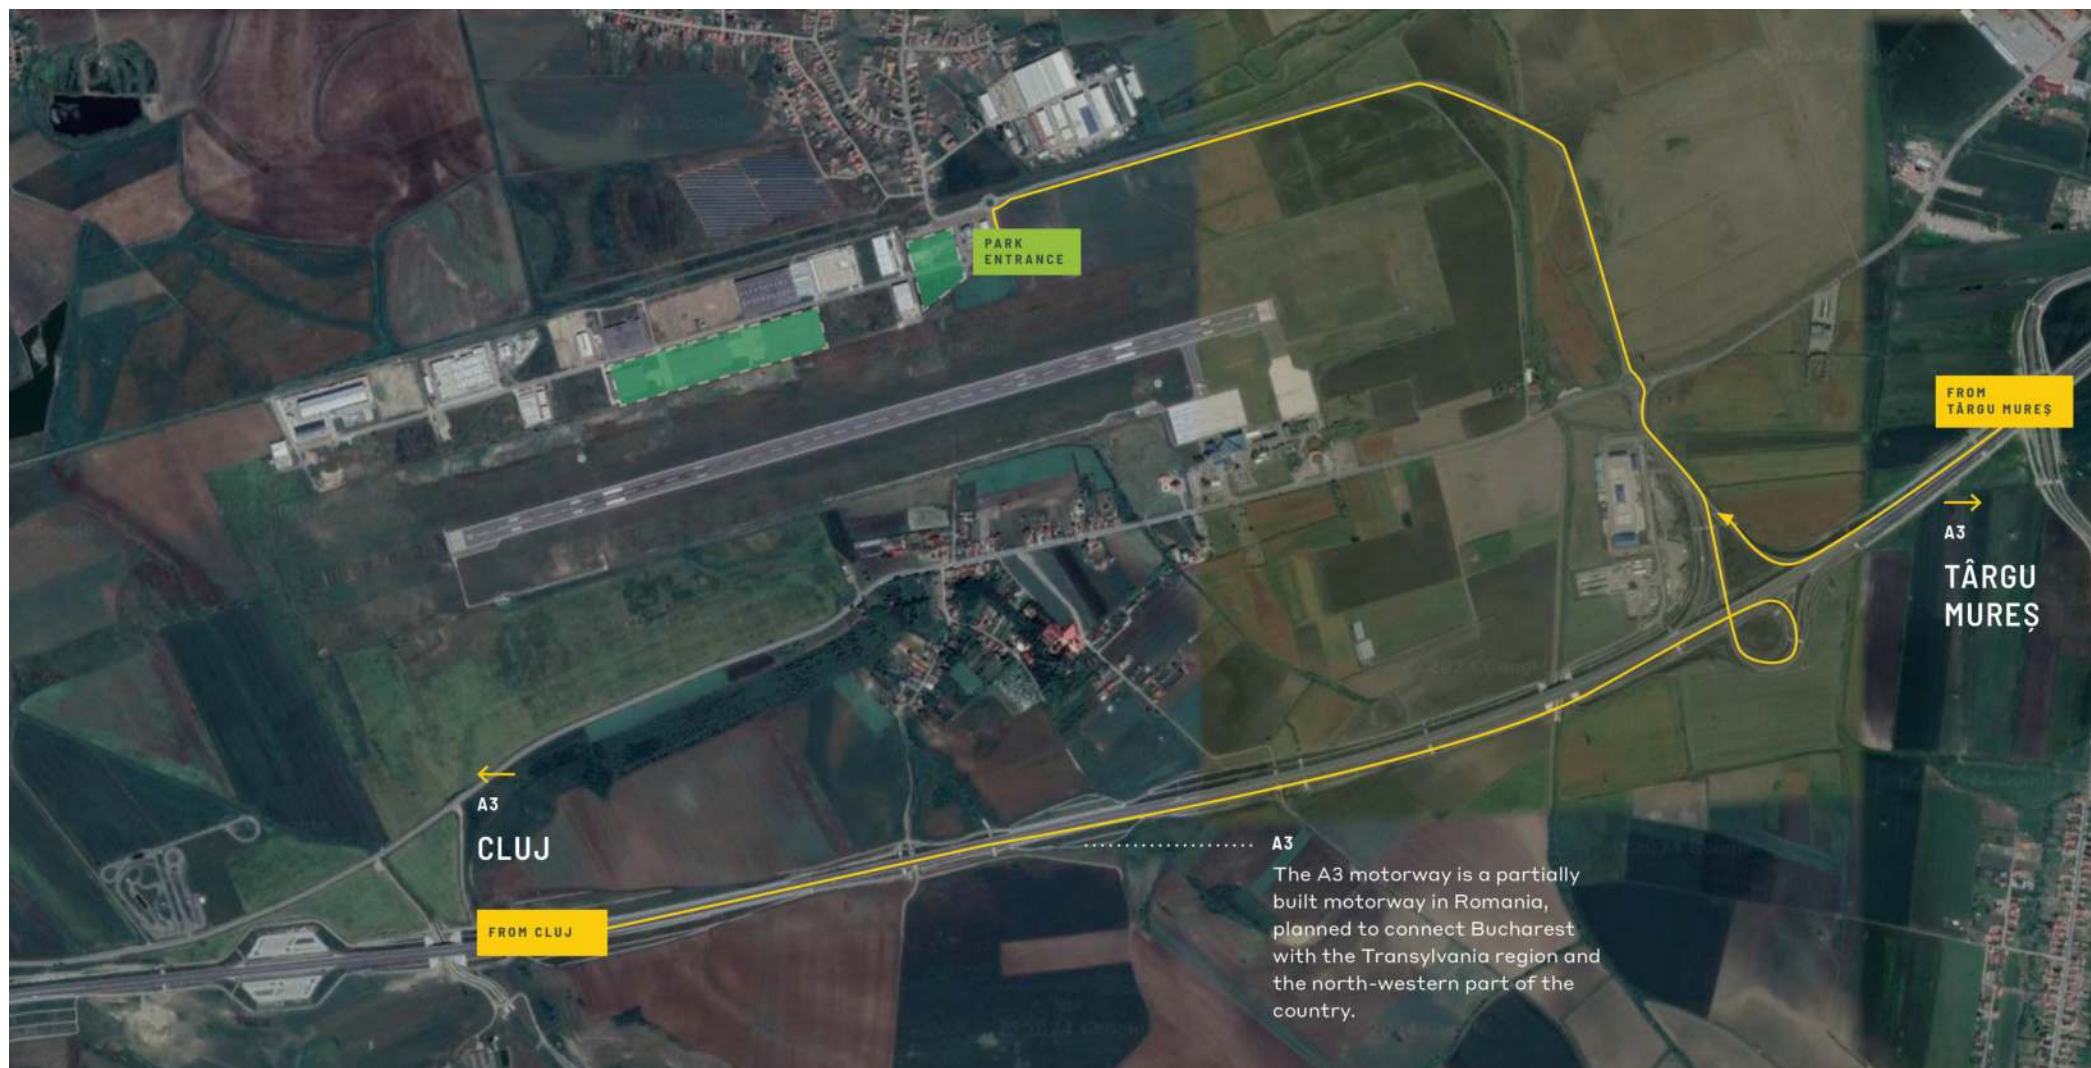 PARK
ENTRANCE
FROM
TÂRGU MUREȘ
A3
TÂRGU
MUREȘ
A3
CLUJ
FROM CLUJ
A3
The A3 motorway is a partially
built motorway in Romania,
planned to connect Bucharest
with the Transylvania region and
the north-western part of the
country.